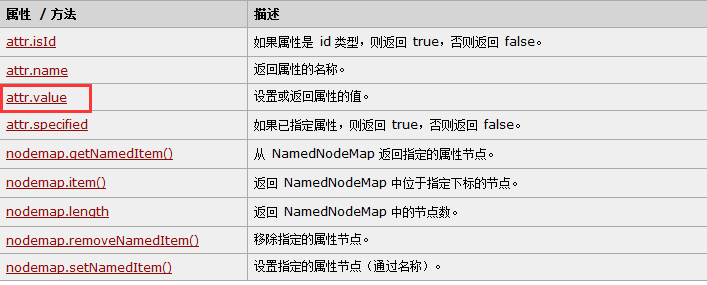 属性 / 方法 描述
attr.isId 如果属性是 id 类型，则返回 true，否则返回 false。
attr.name 返回属性的名称。
attr.value 设置或返回属性的值。
attr.specified 如果已指定属性，则返回 true，否则返回 false。
nodemap.getNamedItem() 从 NamedNodeMap 返回指定的属性节点。
nodemap.item() 返回 NamedNodeMap 中位于指定下标的节点。
nodemap.length 返回 NamedNodeMap 中的节点数。
nodemap.removeNamedItem() 移除指定的属性节点。
nodemap.setNamedItem() 设置指定的属性节点（通过名称）。